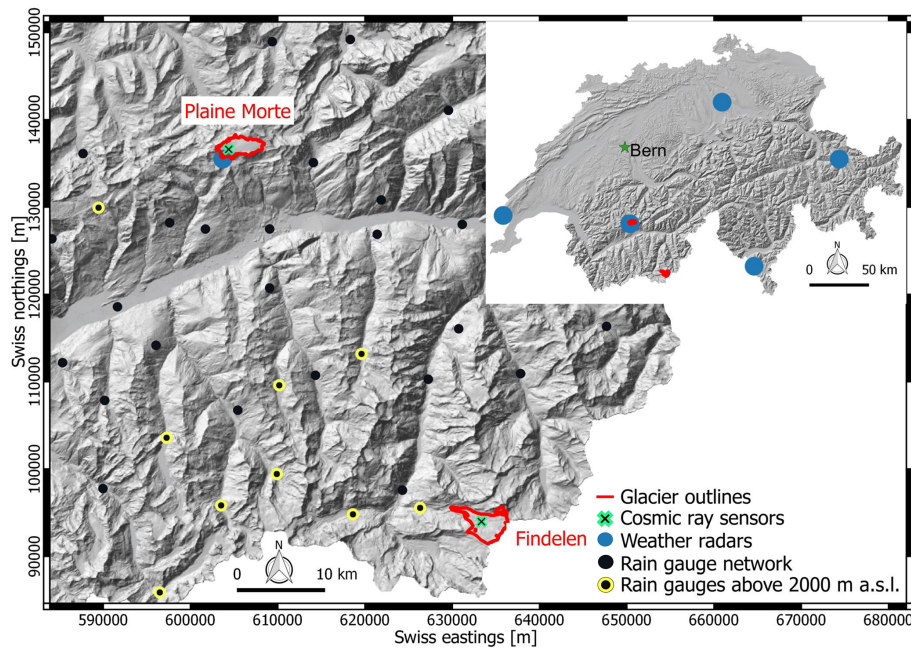 150000
140000
130000
120000
110000
100000
90000
Swiss northings [m]
Plaine Morte
Bern
N
0 50 km
Findelen
N
0 10 km
Glacier outlines
Cosmic ray sensors
Weather radars
Rain gauge network
Rain gauges above 2000 m a.s.l.
590000 600000 610000 620000 630000 640000 650000 660000 670000 680000
Swiss eastings [m]